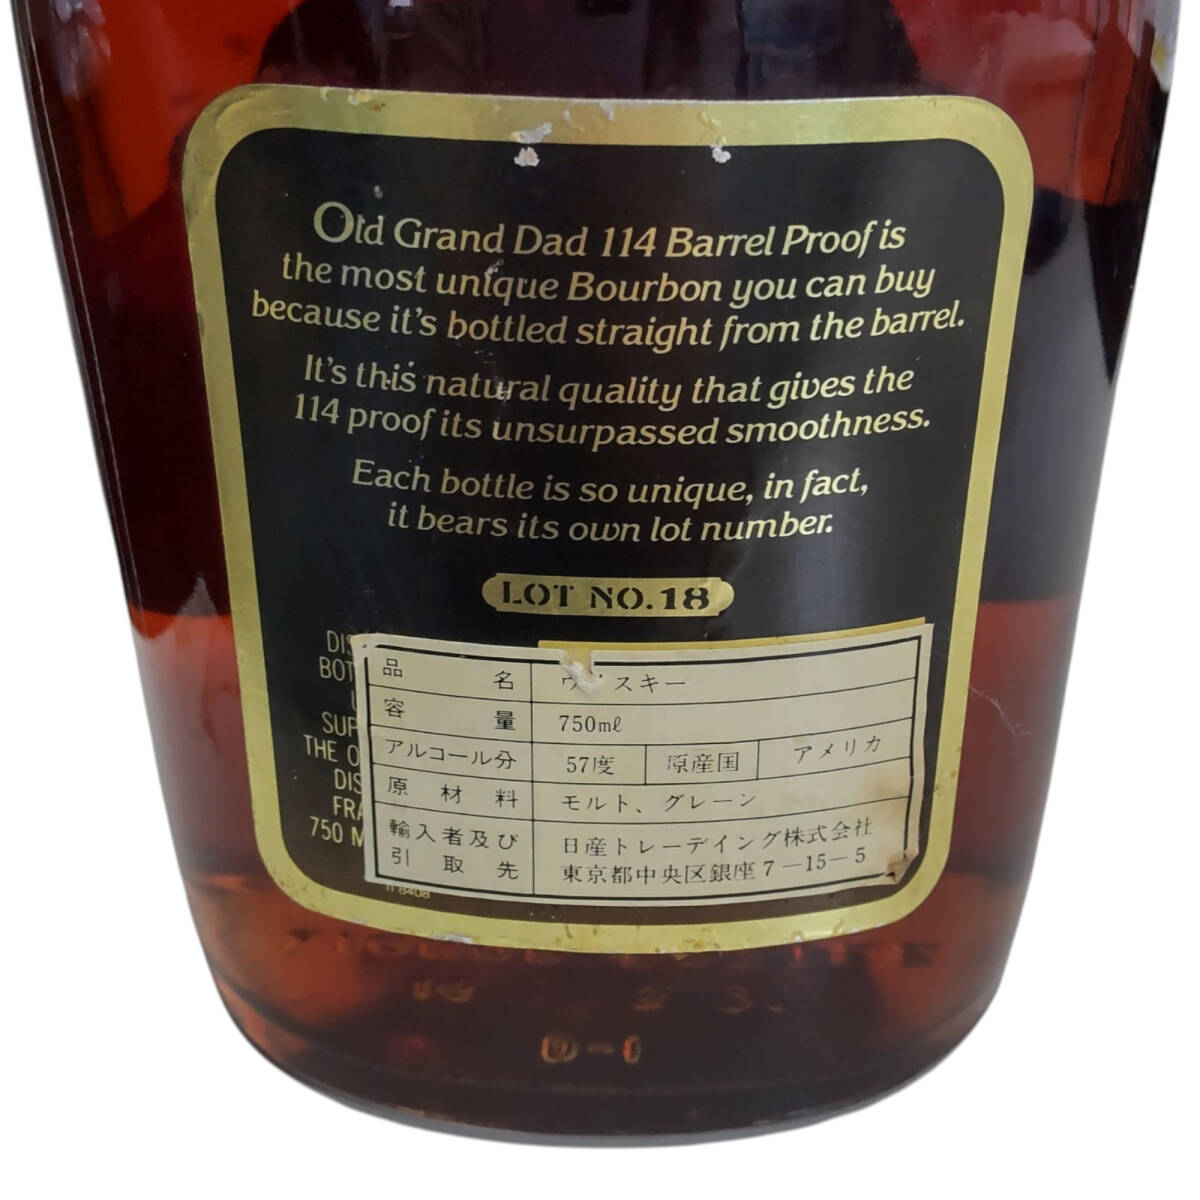 Old Grand Dad 114 Barrel Proof is
the most unique Bourbon you can buy
because it's bottled straight from the barrel.
It's this natural quality that gives the
114 proof its unsurpassed smoothness.
Each bottle is so unique, in fact,
it bears its own lot number.
LOT NO.18
THE
750
品名 ウイスキー
容量 750mℓ
アルコール分 57度 原産国 アメリカ
原材料 モルト、グレーン
輸入者及び 日産トレーデイング株式会社
引取先 東京都中央区銀座7-15-5
8408